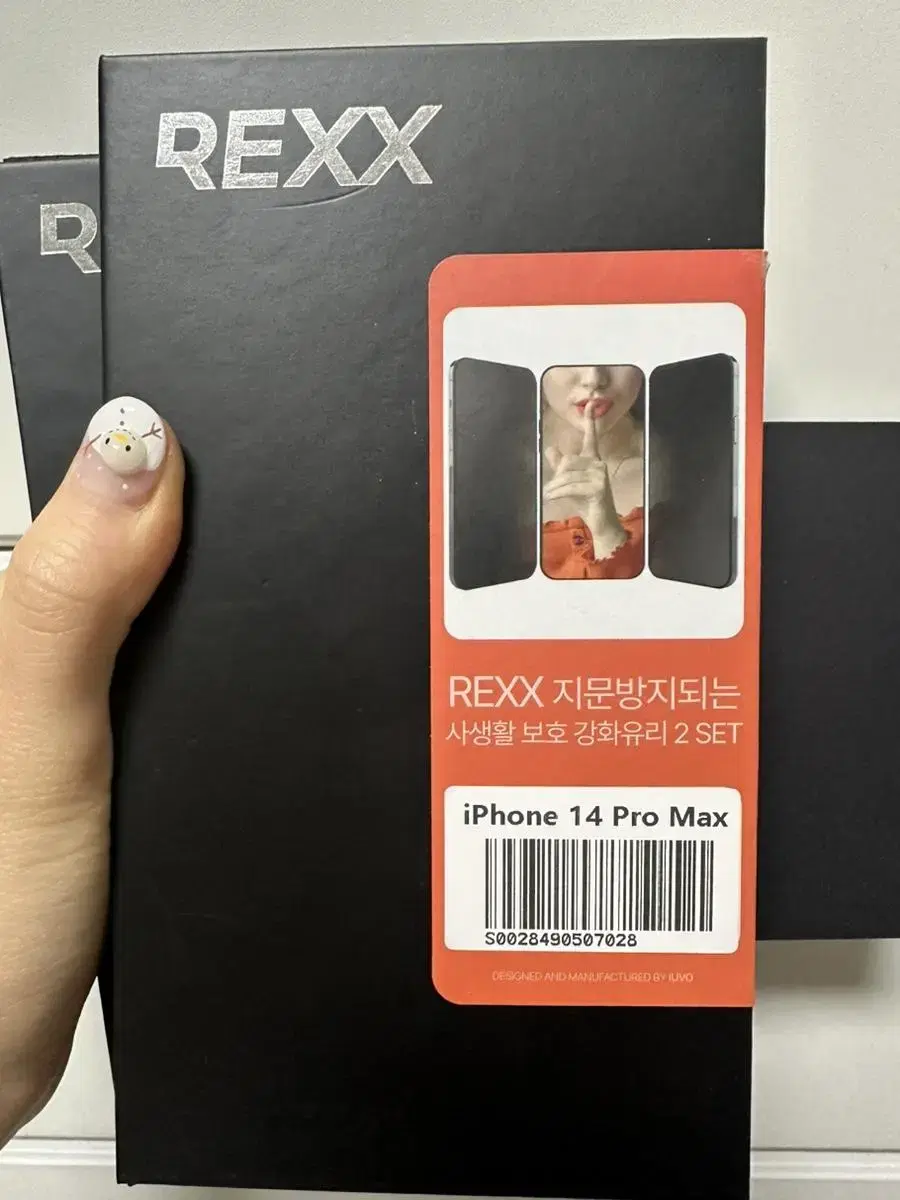 REXX
R
REXX 지문방지되는
사생활 보호 강화유리 2 SET
iPhone 14 Pro Max
S0028490507028
DESIGNED AND MANUFACTURED BY IUVO